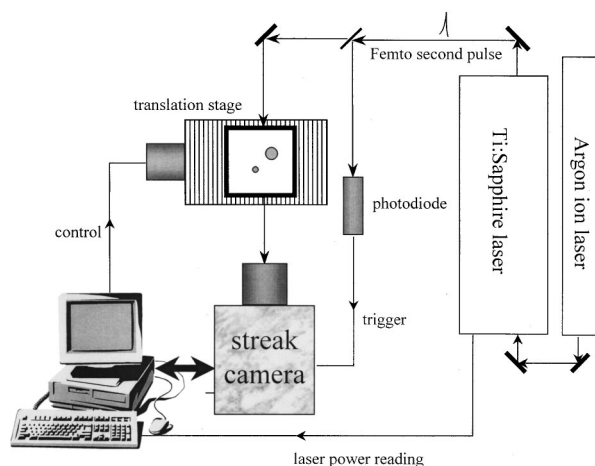 Femto second pulse
translation stage
Ti:Sapphire laser
Argon ion laser
photodiode
control
trigger
streak
camera
laser power reading